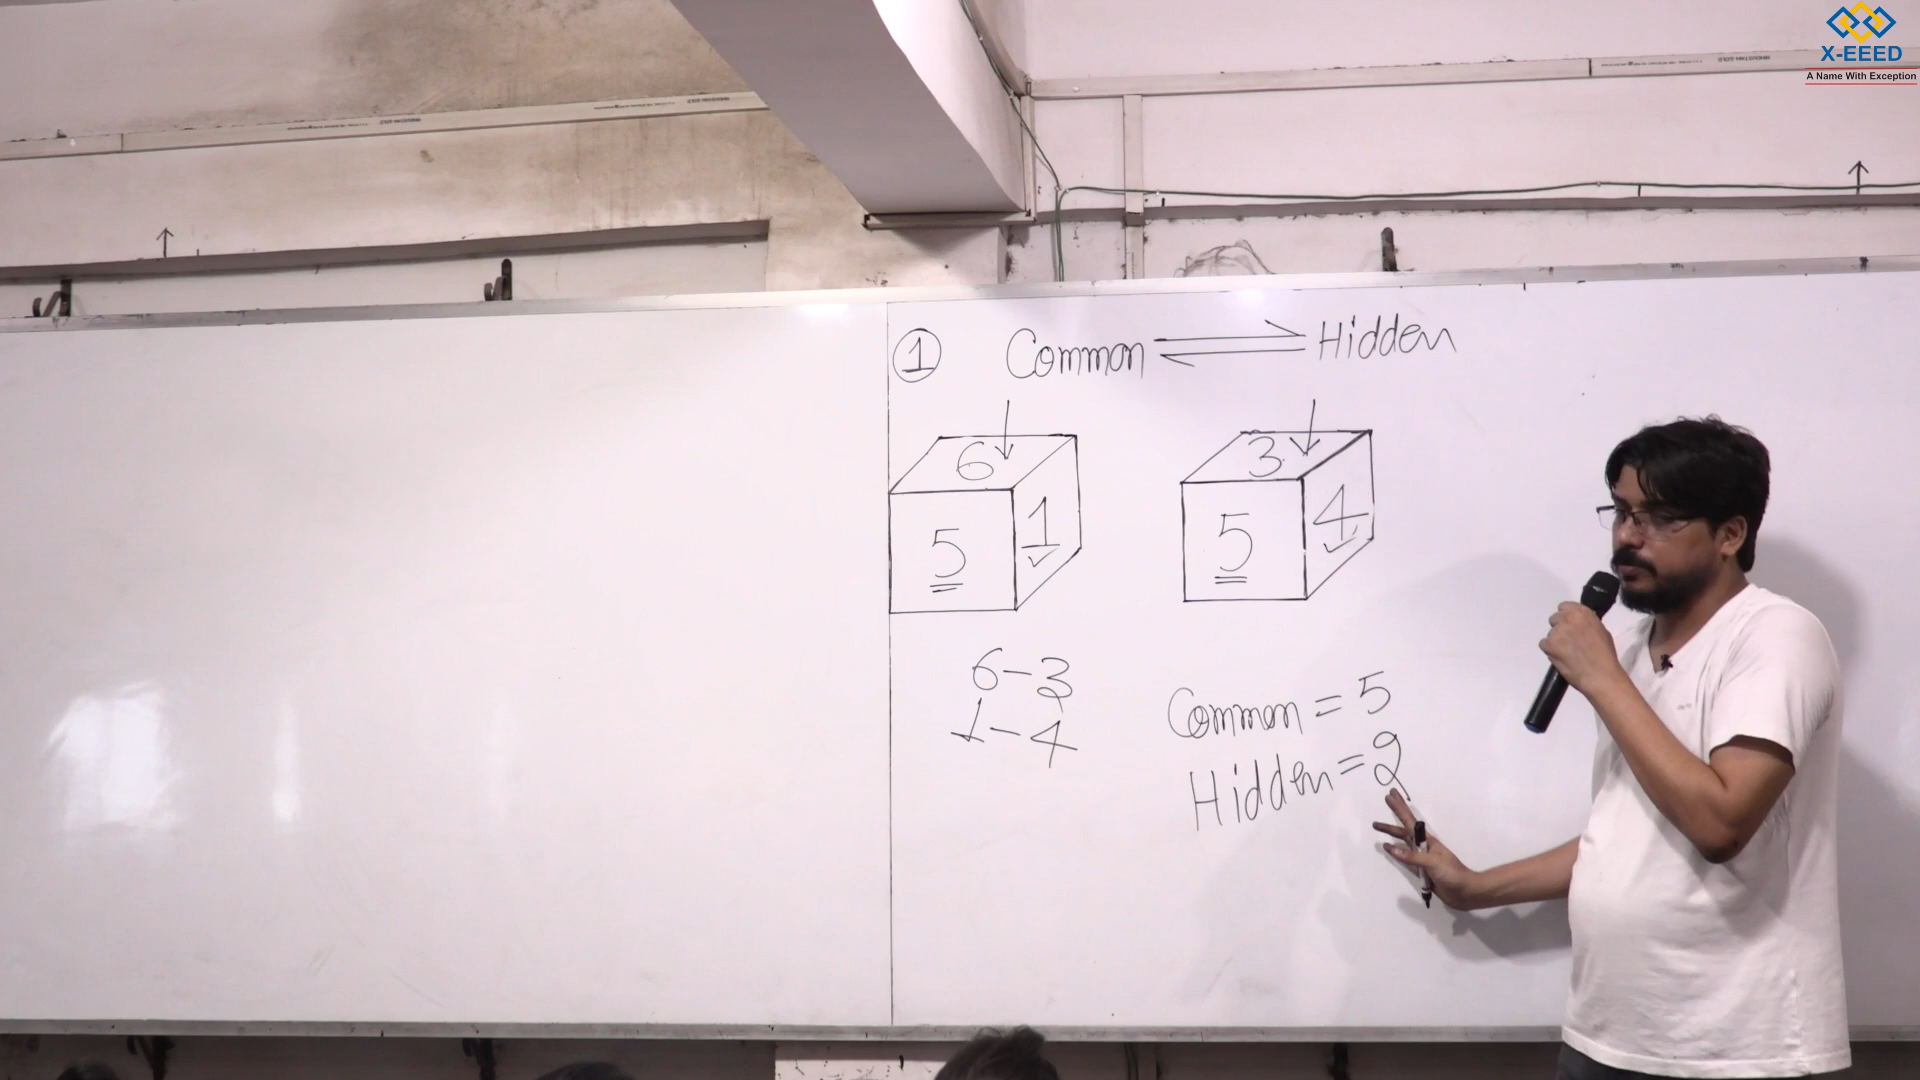 X-EEED
A Name With Exception
1 Common ⇌ Hidden
6
5
1
3
5
4
6-3
1-4
Common = 5
Hidden = 2